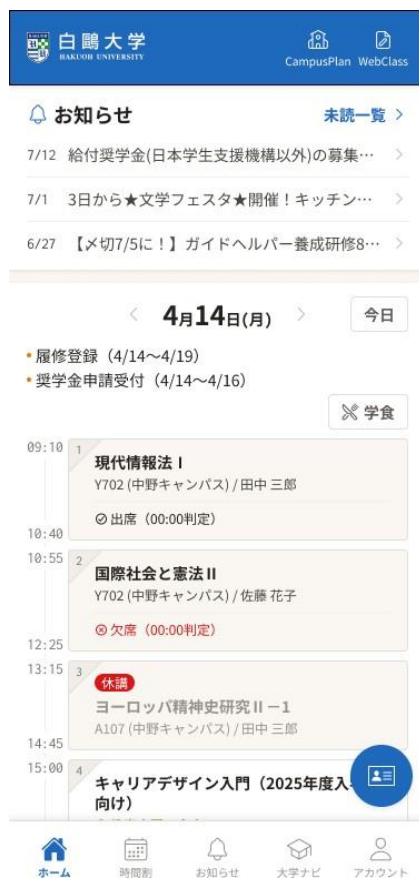 白鷗大学
HAKUOH UNIVERSITY
CampusPlan WebClass
お知らせ 未読一覧
7/12 給付奨学金(日本学生支援機構以外)の募集…
7/1 3日から★文学フェスタ★開催！キッチン…
6/27 【〆切7/5に！】ガイドヘルパー養成研修8…
4月14日(月) 今日
•履修登録（4/14～4/19）
•奨学金申請受付（4/14～4/16）
学食
09:10
1
現代情報法 I
Y702 (中野キャンパス) / 田中 三郎
出席（00:00判定）
10:40
10:55
2
国際社会と憲法 II
Y702 (中野キャンパス) / 佐藤 花子
欠席（00:00判定）
12:25
13:15
3
休講
ヨーロッパ精神史研究 II －1
A107 (中野キャンパス) / 田中 三郎
14:45
15:00
4
キャリアデザイン入門（2025年度入
向け）
ホーム 時間割 お知らせ 大学ナビ アカウント